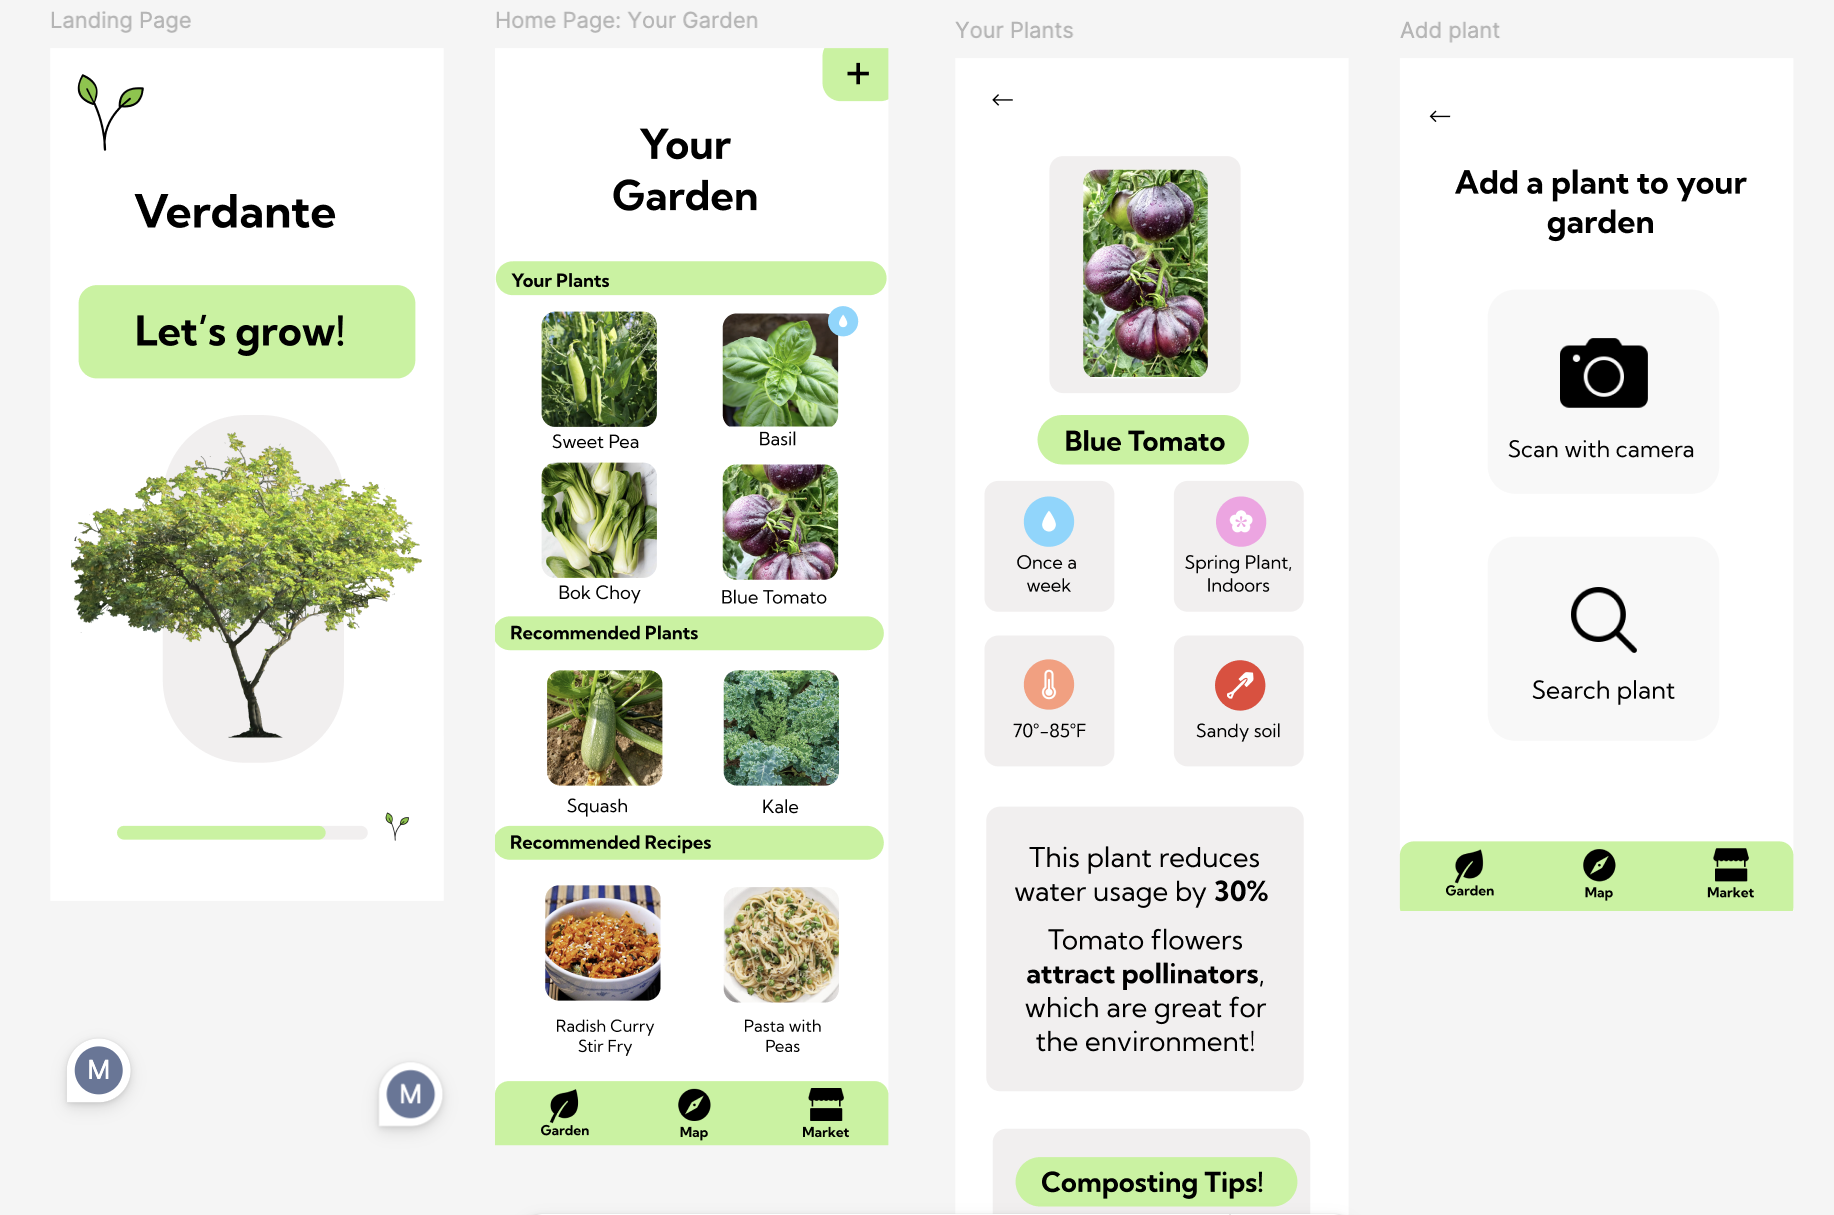 Landing Page
Verdante
Let's grow!
M
M
Home Page: Your Garden
+
Your
Garden
Your Plants
Sweet Pea
Basil
Bok Choy
Blue Tomato
Recommended Plants
Squash
Kale
Recommended Recipes
Radish Curry
Stir Fry
Pasta with
Peas
Garden
Map
Market
Your Plants
←
Blue Tomato
Once a
week
Spring Plant,
Indoors
70°-85°F
Sandy soil
This plant reduces
water usage by 30%
Tomato flowers
attract pollinators,
which are great for
the environment!
Composting Tips!
Add plant
←
Add a plant to your
garden
Scan with camera
Search plant
Garden
Map
Market